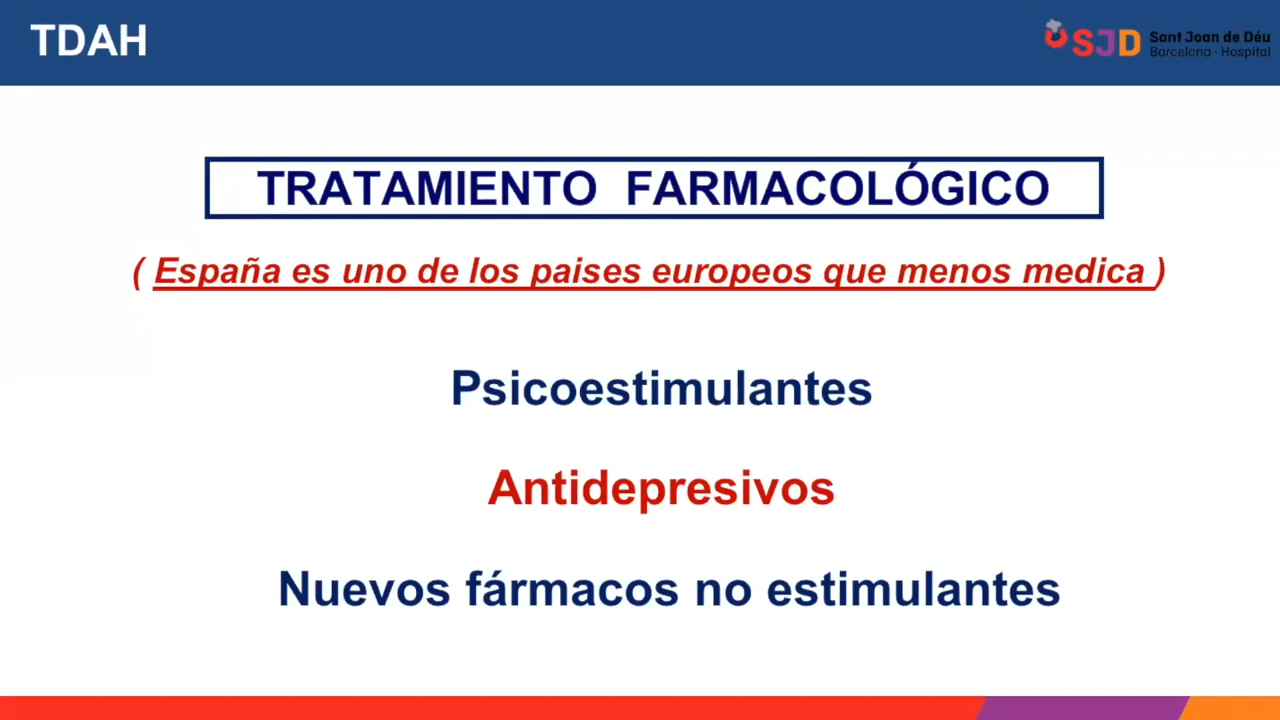 TDAH
SJD
Sant Joan de Déu
Barcelona · Hospital
TRATAMIENTO FARMACOLÓGICO
( España es uno de los paises europeos que menos medica )
Psicoestimulantes
Antidepresivos
Nuevos fármacos no estimulantes